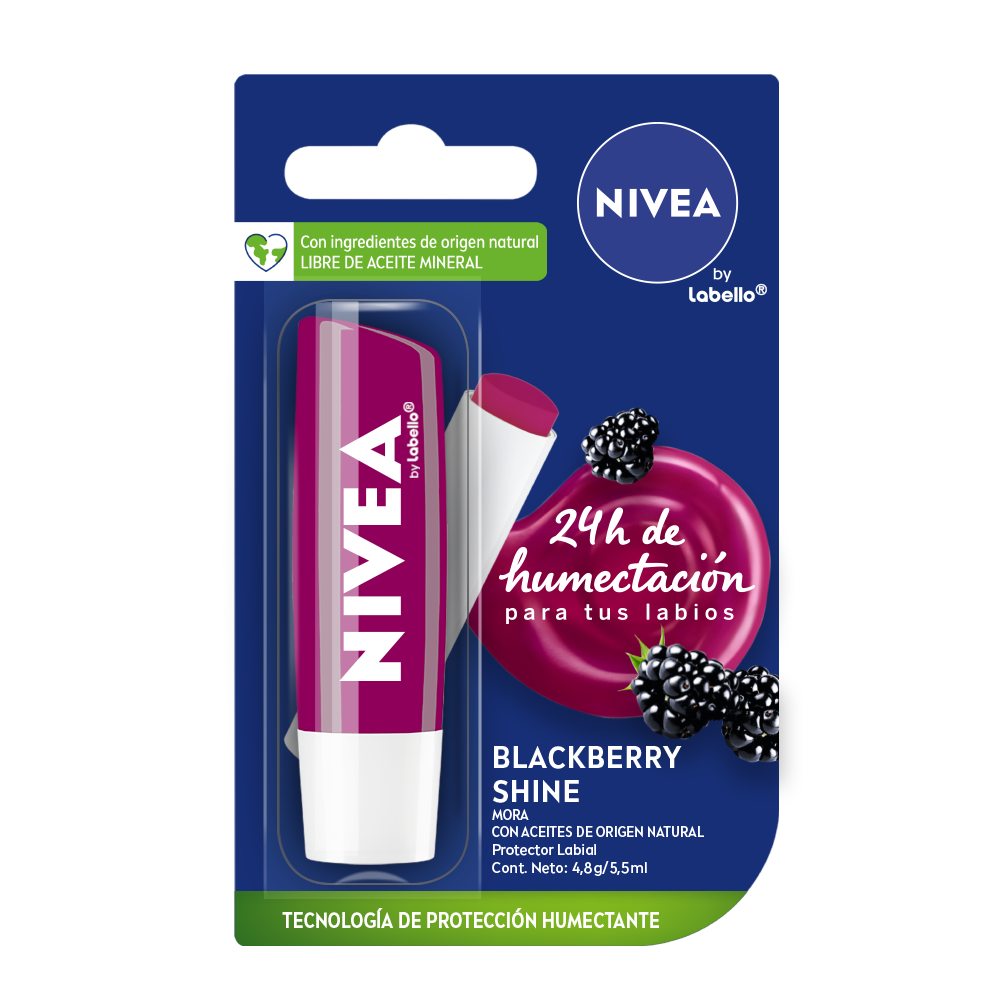 NIVEA
by
Labello®
Con ingredientes de origen natural
LIBRE DE ACEITE MINERAL
NIVEA
by Labello®
24h de
humectación
para tus labios
BLACKBERRY
SHINE
MORA
CON ACEITES DE ORIGEN NATURAL
Protector Labial
Cont. Neto: 4,8g/5,5ml
TECNOLOGÍA DE PROTECCIÓN HUMECTANTE